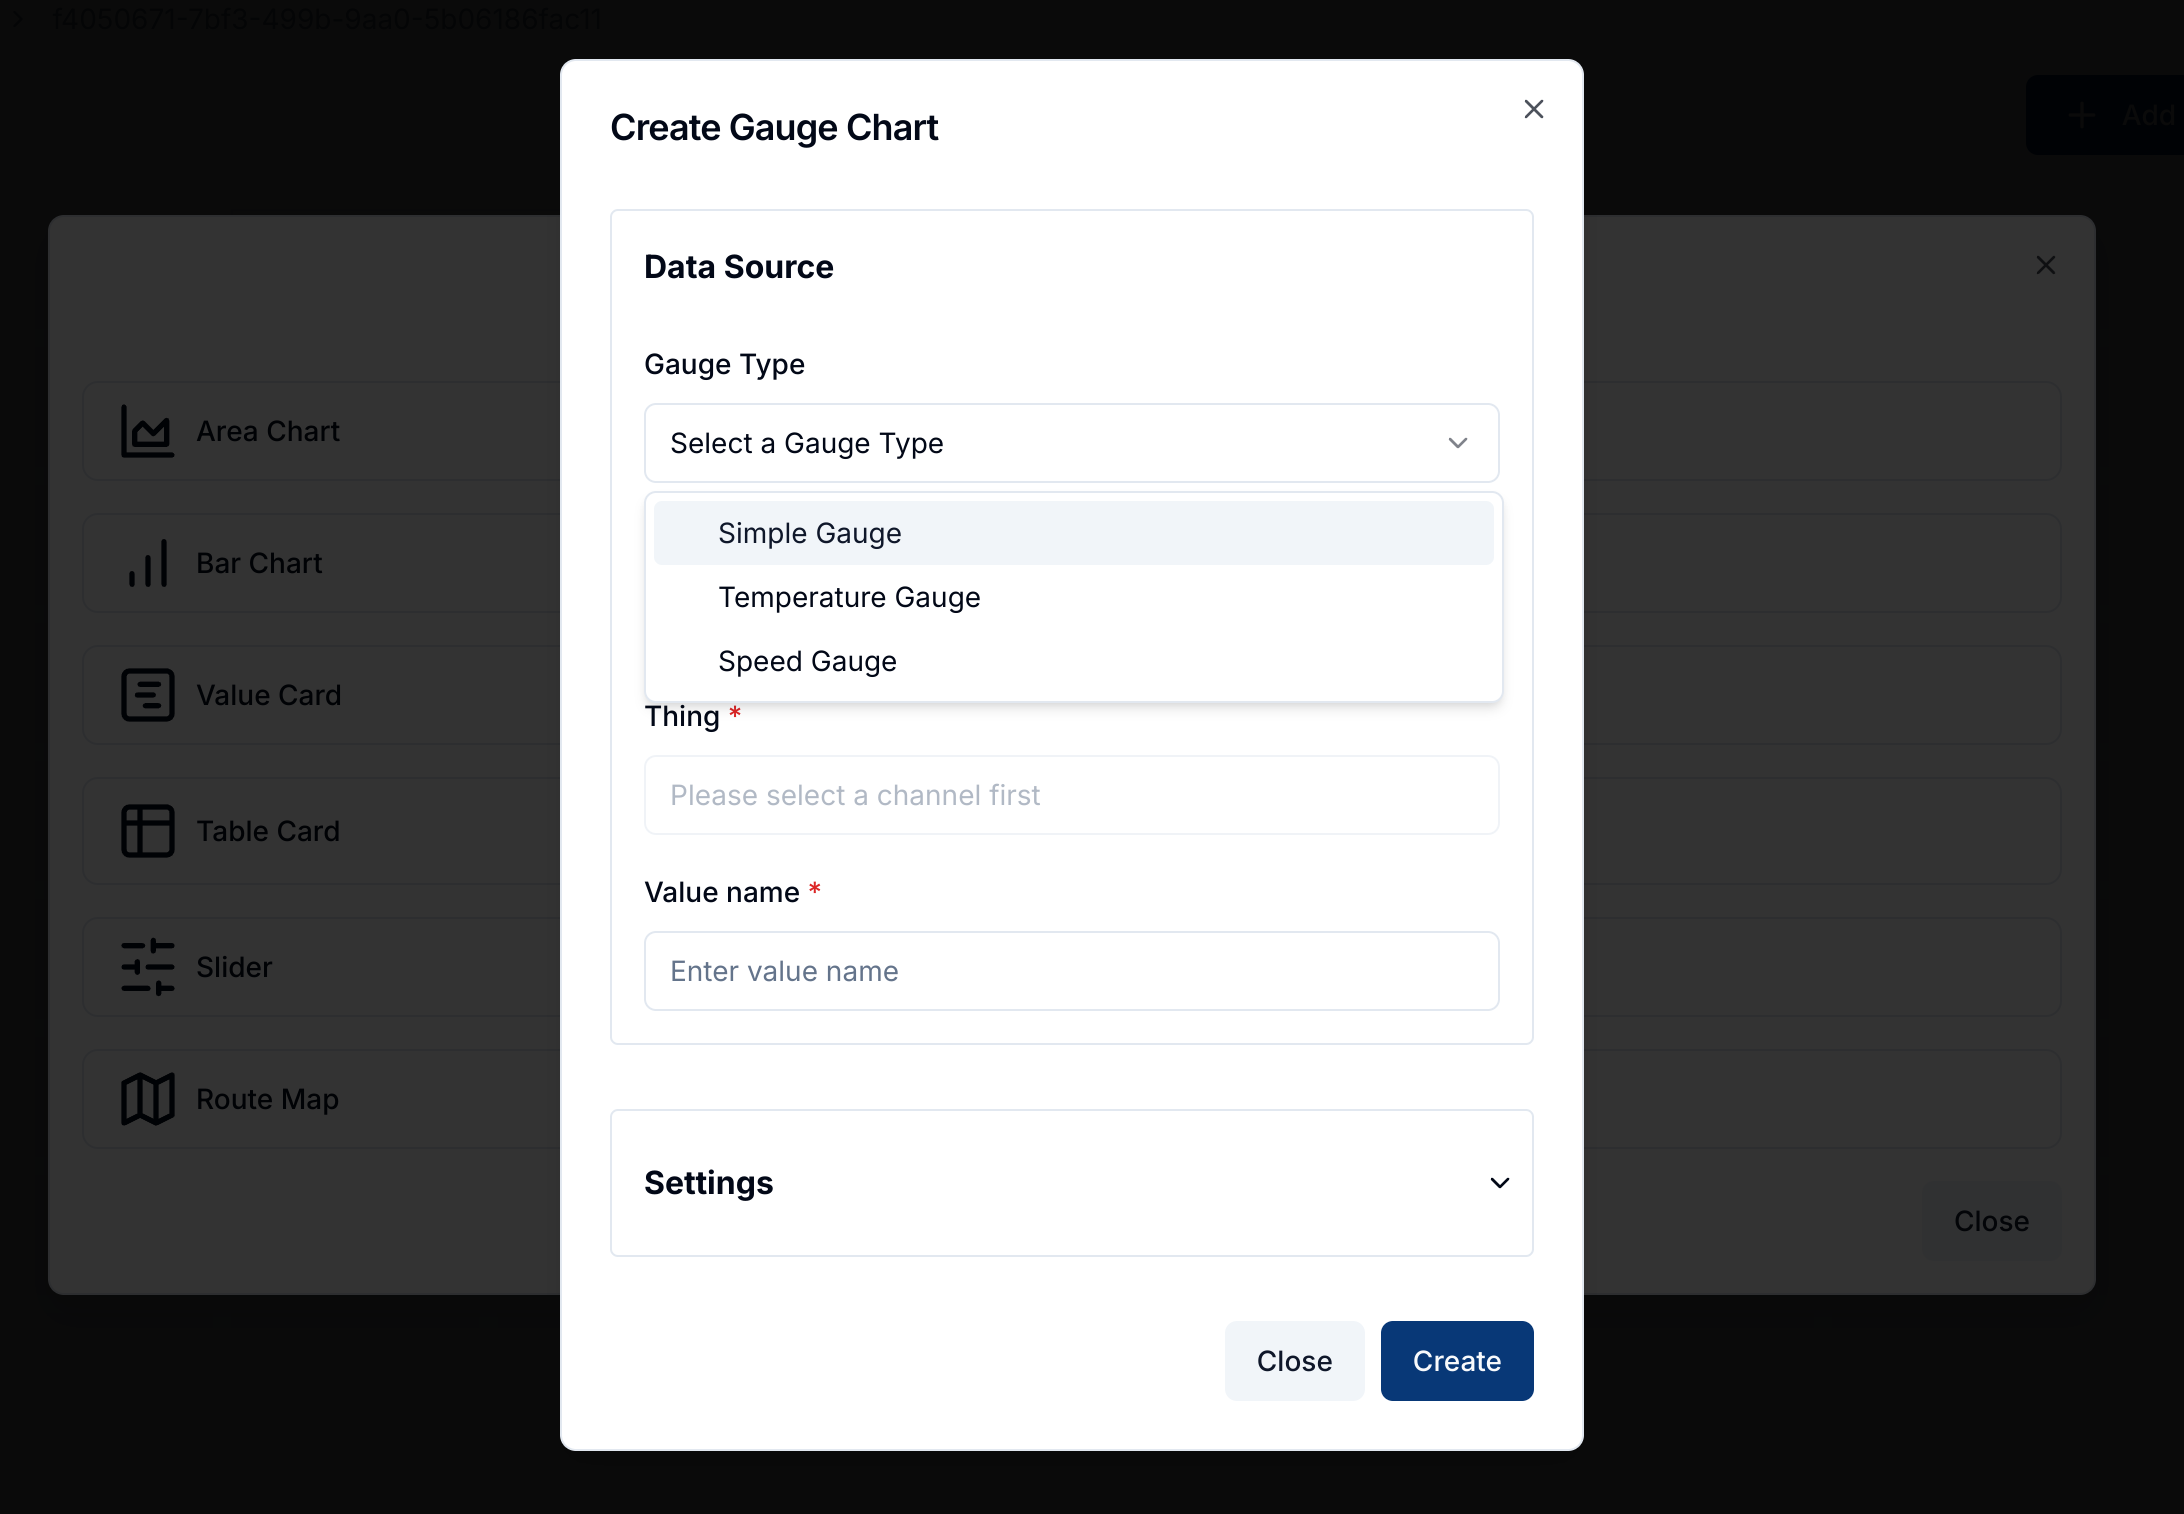 f4050671-7bf3-499b-9aa0-5b06186fac11
Add
Create Gauge Chart
Data Source
Gauge Type
Select a Gauge Type
Simple Gauge
Temperature Gauge
Speed Gauge
Thing *
Please select a channel first
Value name *
Enter value name
Settings
Close
Create
Area Chart
Bar Chart
Value Card
Table Card
Slider
Route Map
Close